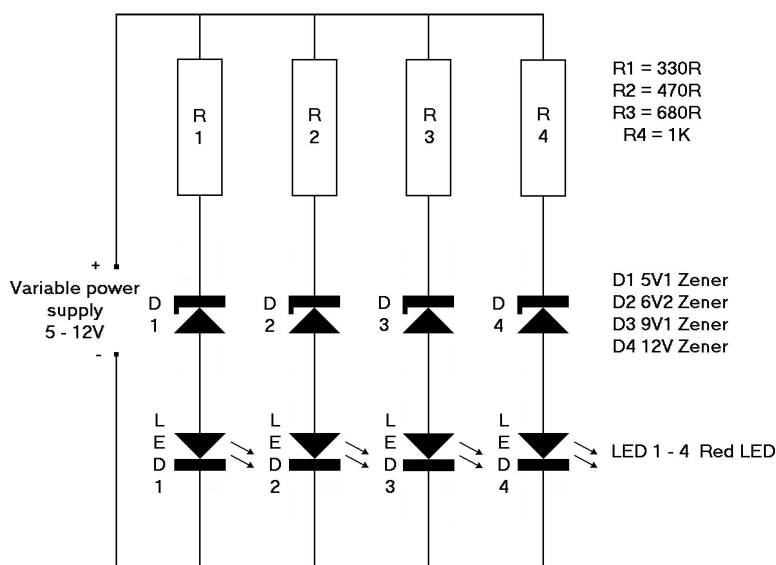 R
1
R
2
R
3
R
4
R1 = 330R
R2 = 470R
R3 = 680R
R4 = 1K
+
Variable power
supply
5 - 12V
-
D
1
D
2
D
3
D
4
D1 5V1 Zener
D2 6V2 Zener
D3 9V1 Zener
D4 12V Zener
L
E
D
1
L
E
D
2
L
E
D
3
L
E
D
4
LED 1 - 4 Red LED